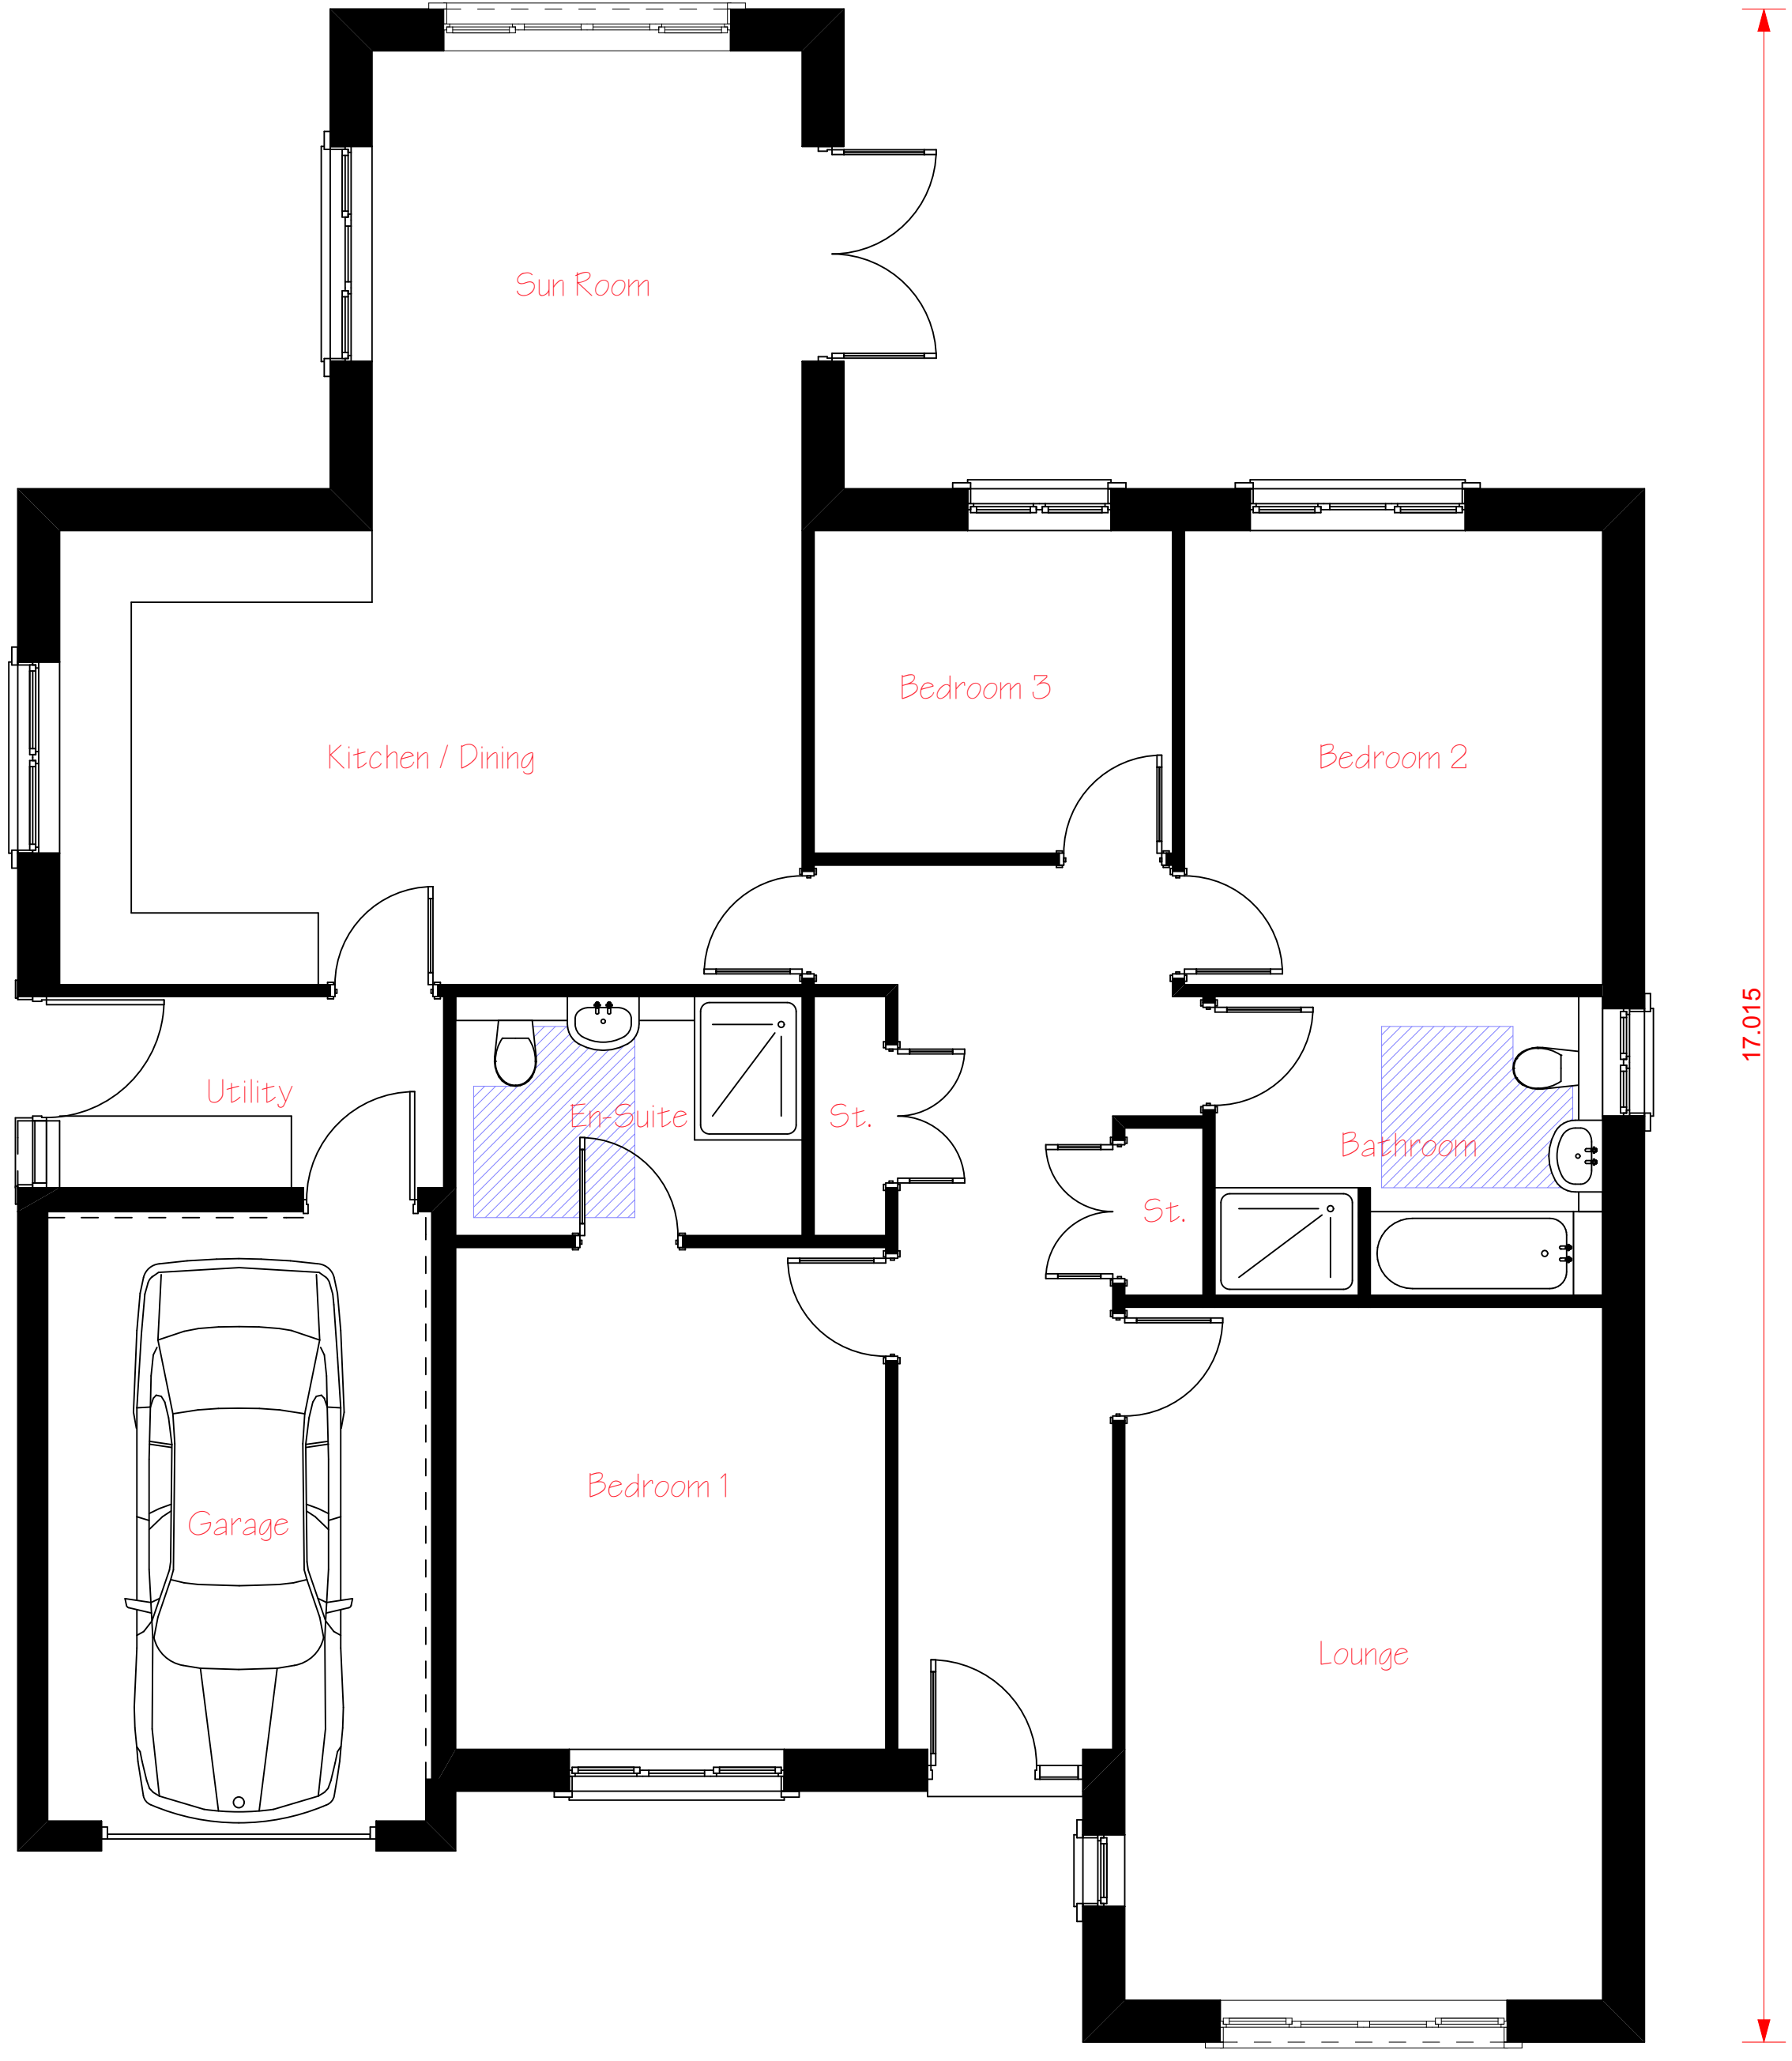 Sun Room
Bedroom 3
Kitchen / Dining
Bedroom 2
17.015
Utility
En-Suite
St.
Bathroom
St.
Bedroom 1
Garage
Lounge